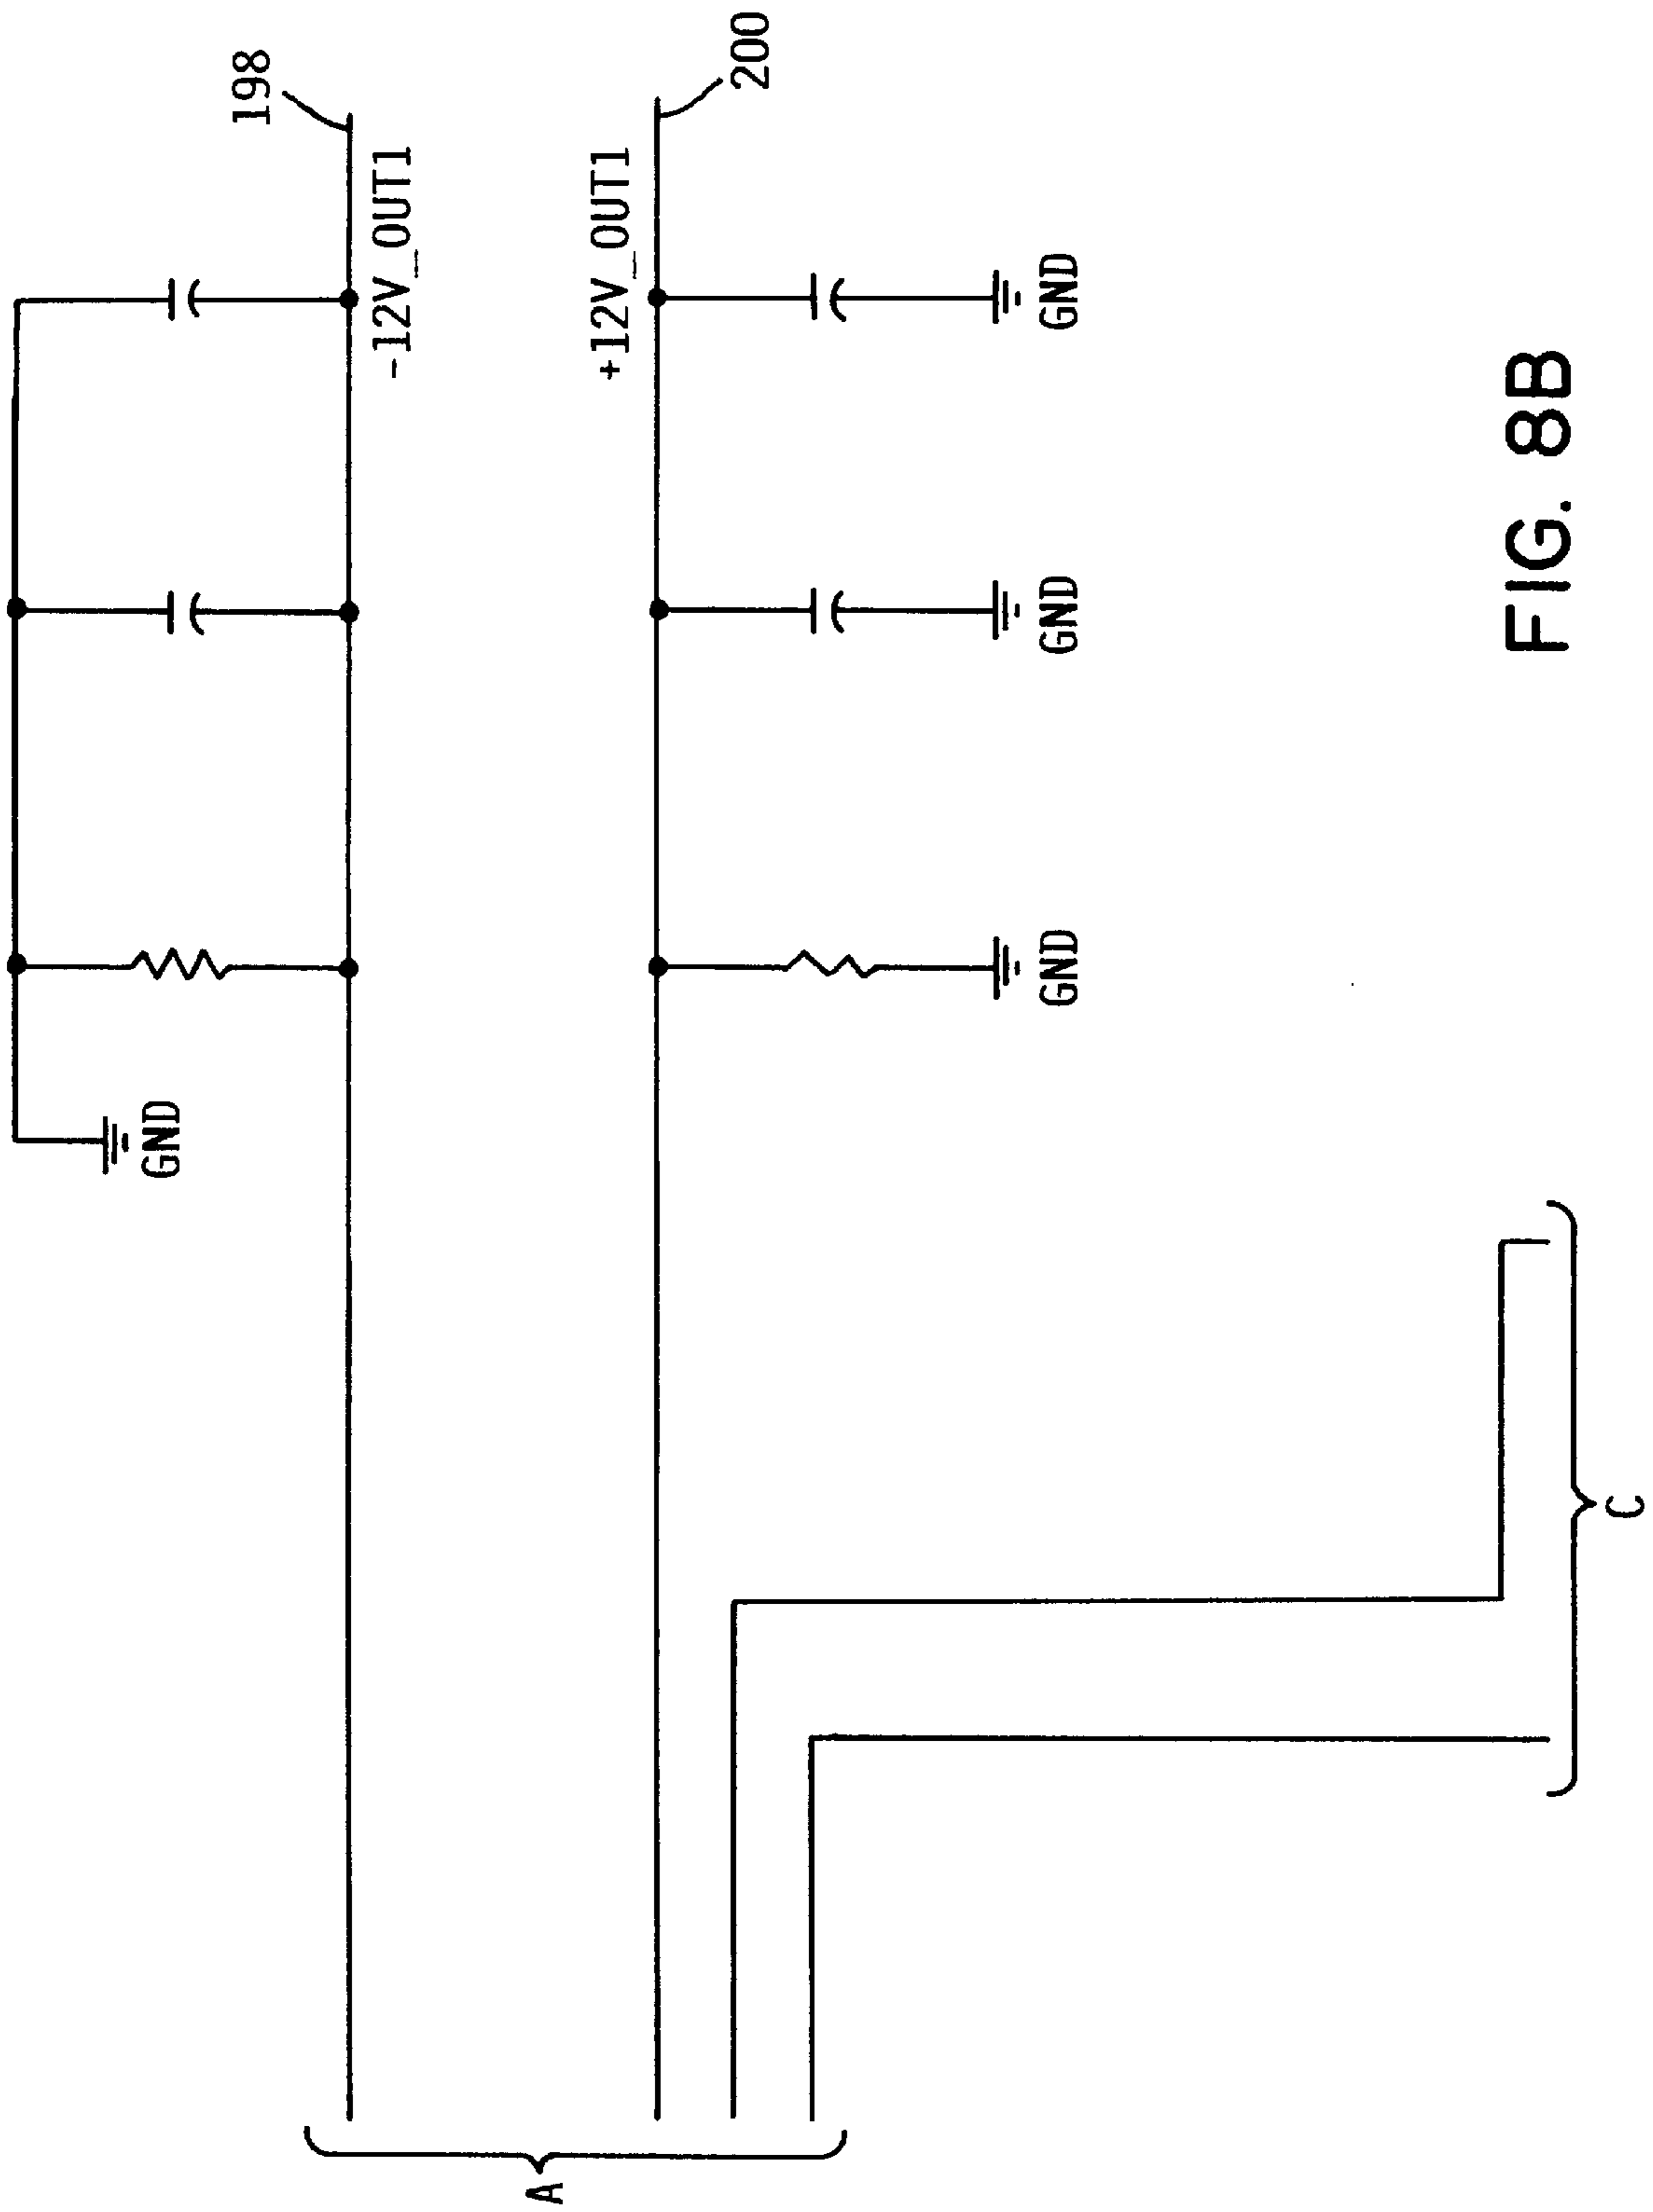 198
-12V_OUT1
+12V_OUT1
200
GND
GND
GND
GND
A
C
FIG. 8B